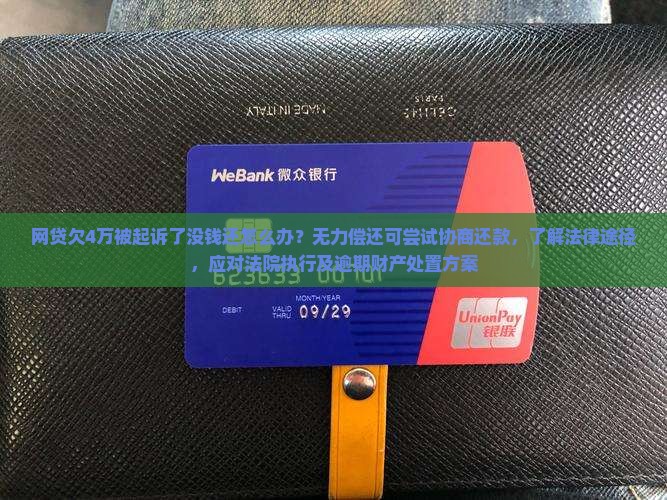 MADE IN ITALY
CELINE
PARIS
WeBank 微众银行
网贷欠4万被起诉了没钱还怎么办？无力偿还可尝试协商还款，了解法律途径
，应对法院执行及逾期财产处置方案
623633
MONTH/YEAR
DEBIT VALID THRU 09/29
UnionPay
银联